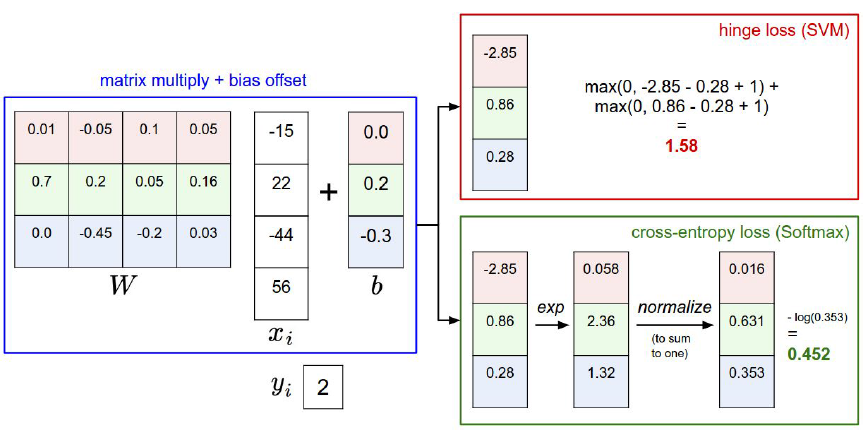 matrix multiply + bias offset
0.01 -0.05 0.1 0.05
0.7 0.2 0.05 0.16
0.0 -0.45 -0.2 0.03
W
-15
22
-44
56
x_i
+
0.0
0.2
-0.3
b
y_i 2
hinge loss (SVM)
-2.85
0.86
0.28
max(0, -2.85 - 0.28 + 1) +
max(0, 0.86 - 0.28 + 1)
=
1.58
cross-entropy loss (Softmax)
-2.85
0.86
0.28
exp
0.058
2.36
1.32
normalize
(to sum
to one)
0.016
0.631
0.353
- log(0.353)
=
0.452